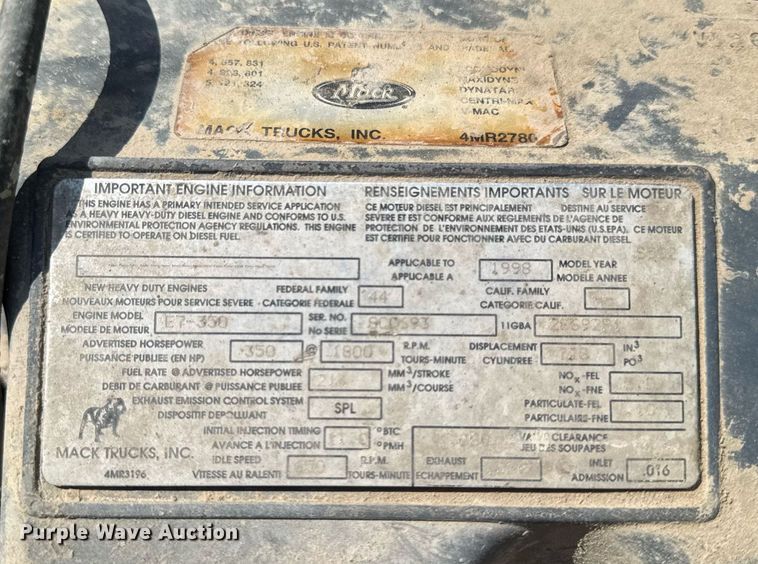 THE FOLLOWING U.S. PATENT AND
4, 857, 831
DYNATAR
V-MAC
Mack
MACK TRUCKS, INC. 4MR2780
IMPORTANT ENGINE INFORMATION
THIS ENGINE HAS A PRIMARY INTENDED SERVICE APPLICATION
AS A HEAVY HEAVY-DUTY DIESEL ENGINE AND CONFORMS TO U.S.
ENVIRONMENTAL PROTECTION AGENCY REGULATIONS. THIS ENGINE
IS CERTIFIED TO OPERATE ON DIESEL FUEL.
RENSEIGNEMENTS IMPORTANTS SUR LE MOTEUR
CE MOTEUR DIESEL EST PRINCIPALEMENT DESTINE AU SERVICE
SEVERE ET EST CONFORME AUX REGLEMENTS DE L'AGENCE DE
PROTECTION DE L'ENVIRONNEMENT DES ETATS-UNIS (U.S.EPA). CE MOTEUR
EST CERTIFIE POUR FONCTIONNER AVEC DU CARBURANT DIESEL.
APPLICABLE TO 1998 MODEL YEAR
APPLICABLE A MODELE ANNEE
NEW HEAVY DUTY ENGINES FEDERAL FAMILY 44 CALIF. FAMILY
NOUVEAUX MOTEURS POUR SERVICE SEVERE - CATEGORIE FEDERALE CATEGORIE CALIF.
ENGINE MODEL E7-350 SER. NO. 11GBA
MODELE DE MOTEUR No SERIE
ADVERTISED HORSEPOWER 350 @ 1800 R.P.M. DISPLACEMENT IN.3
PUISSANCE PUBLIEE (EN HP) TOURS-MINUTE CYLINDREE PO3
FUEL RATE @ ADVERTISED HORSEPOWER MM3/STROKE NOx-FEL
DEBIT DE CARBURANT @ PUISSANCE PUBLIEE MM3/COURSE NOx-FNE
EXHAUST EMISSION CONTROL SYSTEM SPL PARTICULATE-FEL
DISPOSITIF DEPOLLUANT PARTICULAIRE-FNE
INITIAL INJECTION TIMING °BTC VALVE CLEARANCE
AVANCE A L'INJECTION °PMH JEU DES SOUPAPES
MACK TRUCKS, INC. IDLE SPEED R.P.M. EXHAUST INLET .016
4MR3196 VITESSE AU RALENTI TOURS-MINUTE ECHAPPEMENT ADMISSION
Purple Wave Auction